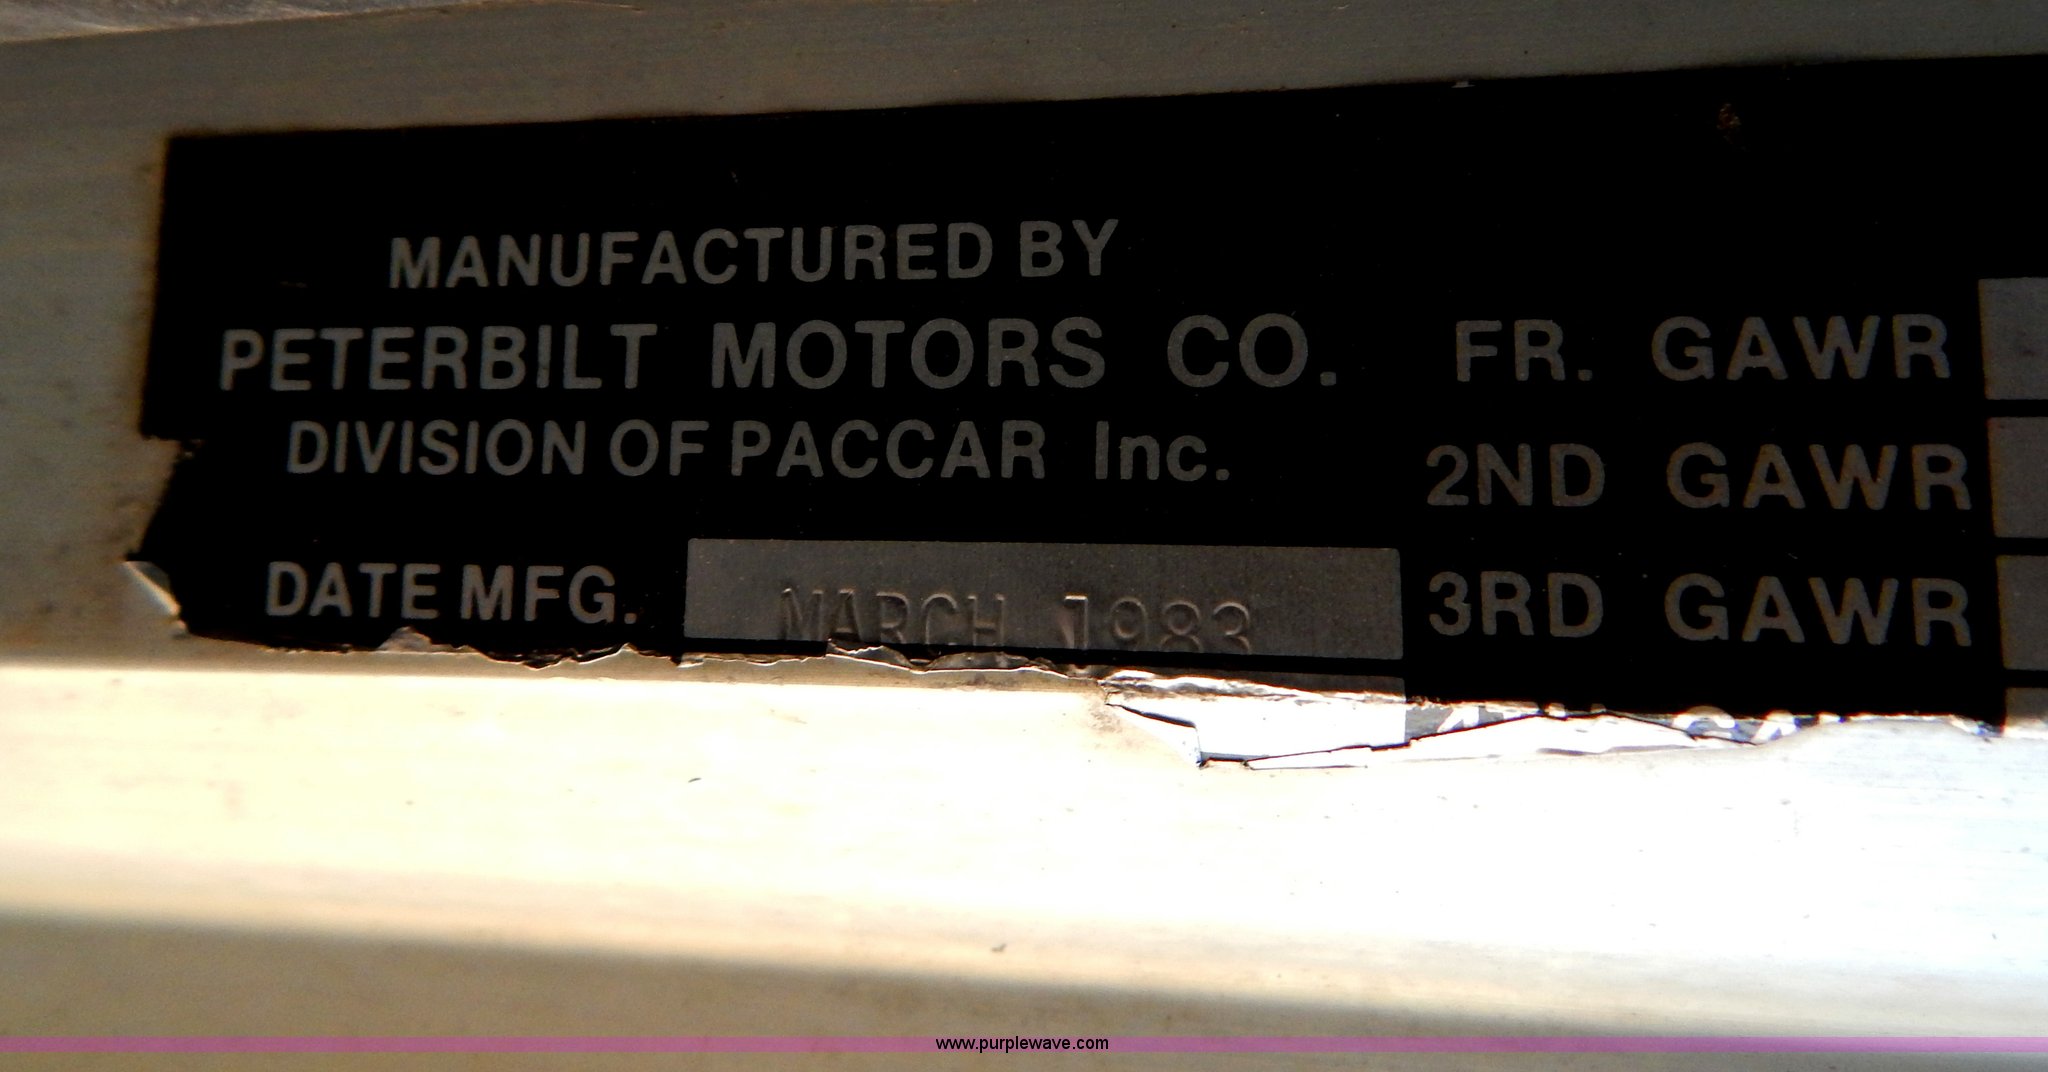 MANUFACTURED BY
PETERBILT MOTORS CO.
DIVISION OF PACCAR Inc.
DATE MFG. MARCH 1983
FR. GAWR
2ND GAWR
3RD GAWR
www.purplewave.com